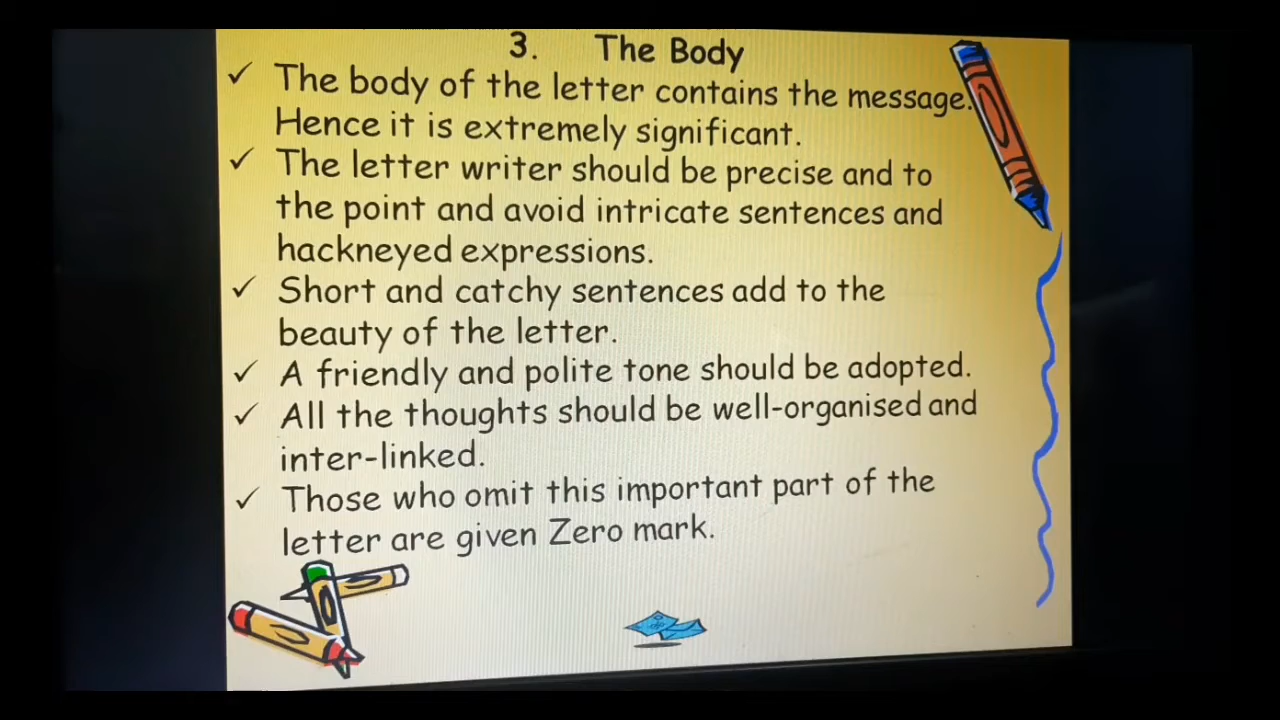 3. The Body
✓ The body of the letter contains the message.
Hence it is extremely significant.
✓ The letter writer should be precise and to
the point and avoid intricate sentences and
hackneyed expressions.
✓ Short and catchy sentences add to the
beauty of the letter.
✓ A friendly and polite tone should be adopted.
✓ All the thoughts should be well-organised and
inter-linked.
✓ Those who omit this important part of the
letter are given Zero mark.